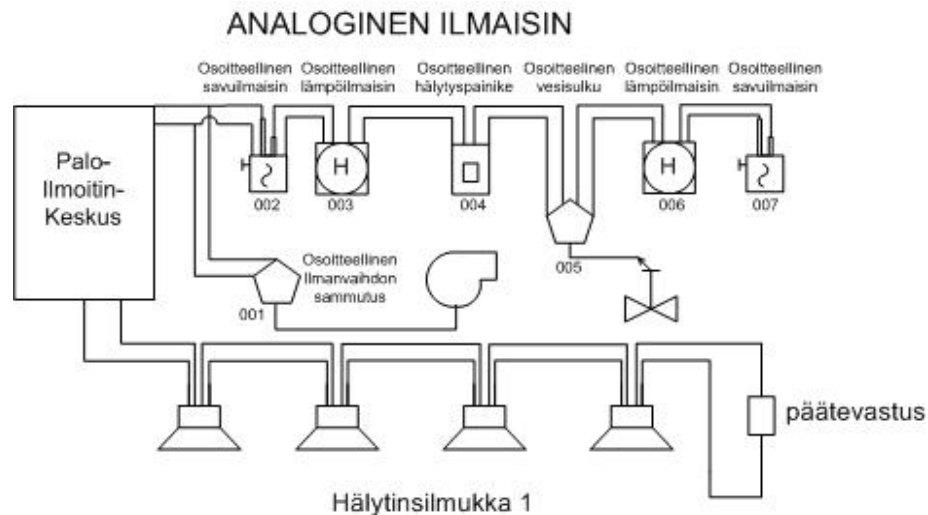 ANALOGINEN ILMAISIN
Osoitteellinen
savuilmaisin
Osoitteellinen
lämpöilmaisin
Osoitteellinen
hälytyspainike
Osoitteellinen
vesisulku
Osoitteellinen
lämpöilmaisin
Osoitteellinen
savuilmaisin
Palo-
Ilmoitin-
Keskus
H
H
002
003
004
005
006
007
Osoitteellinen
Ilmanvaihdon
sammutus
001
päätevastus
Hälytinsilmukka 1